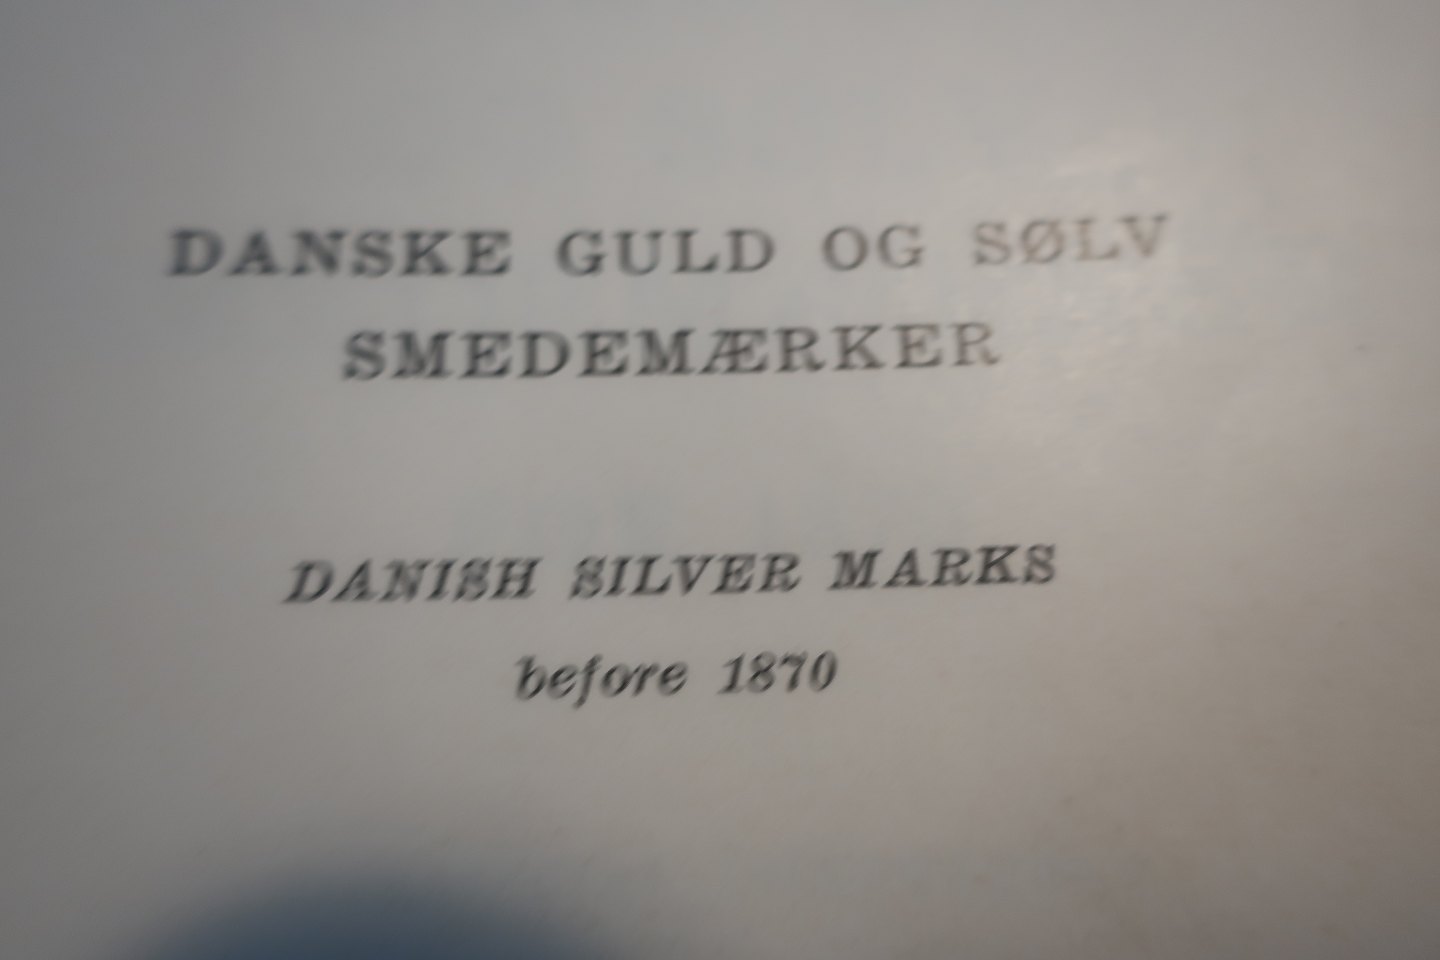 DANSKE GULD OG SØLV
SMEDEMÆRKER
DANISH SILVER MARKS
before 1870